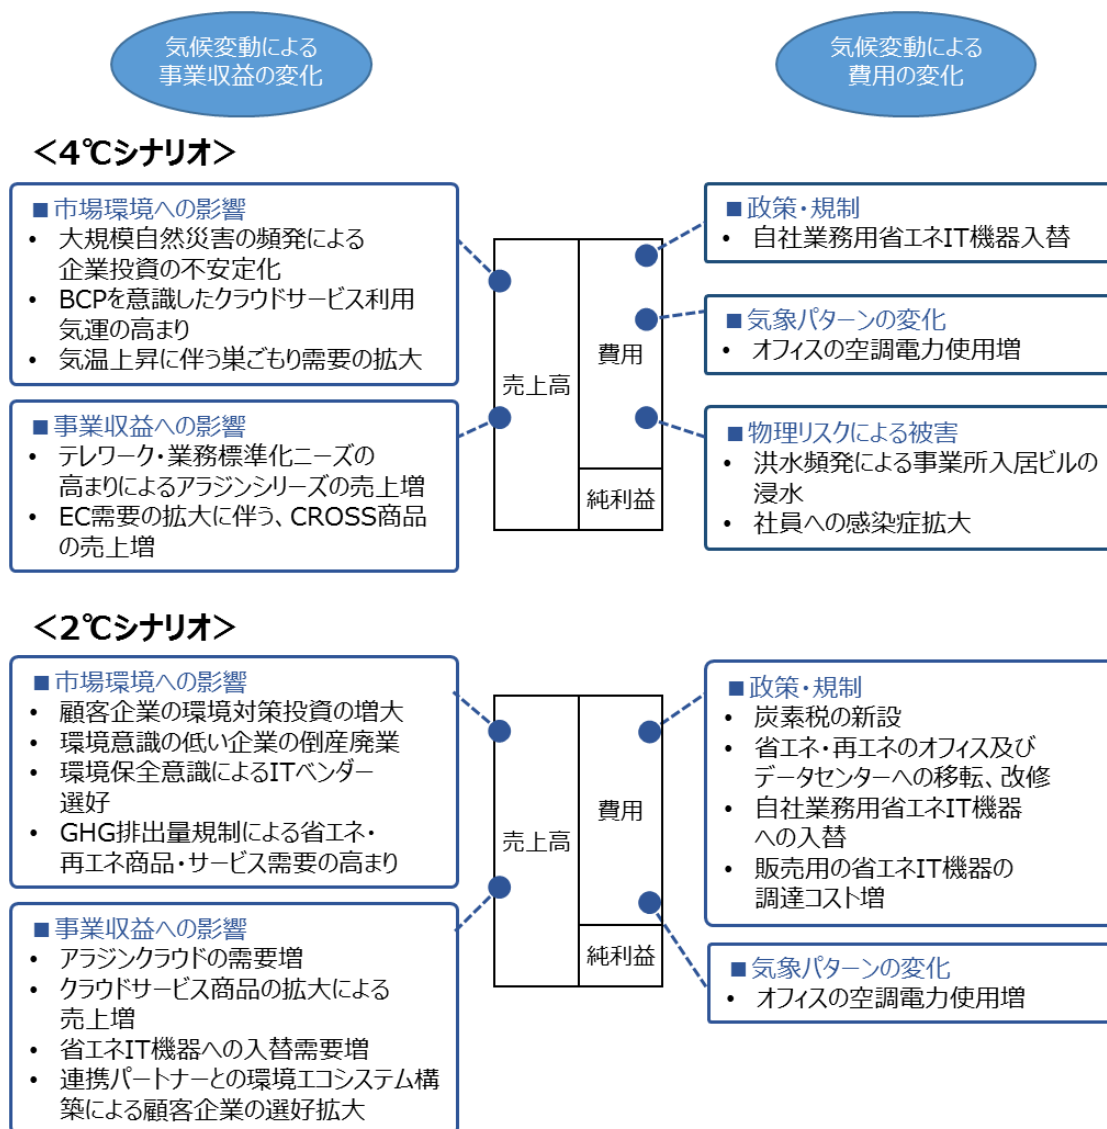 気候変動による
事業収益の変化
気候変動による
費用の変化
＜4℃シナリオ＞
■市場環境への影響
• 大規模自然災害の頻発による
企業投資の不安定化
• BCPを意識したクラウドサービス利用
気運の高まり
• 気温上昇に伴う巣ごもり需要の拡大
■事業収益への影響
• テレワーク・業務標準化ニーズの
高まりによるアラジンシリーズの売上増
• EC需要の拡大に伴う、CROSS商品
の売上増
売上高
費用
純利益
■政策・規制
• 自社業務用省エネIT機器入替
■気象パターンの変化
• オフィスの空調電力使用増
■物理リスクによる被害
• 洪水頻発による事業所入居ビルの
浸水
• 社員への感染症拡大
＜2℃シナリオ＞
■市場環境への影響
• 顧客企業の環境対策投資の増大
• 環境意識の低い企業の倒産廃業
• 環境保全意識によるITベンダー
選好
• GHG排出量規制による省エネ・
再エネ商品・サービス需要の高まり
■事業収益への影響
• アラジンクラウドの需要増
• クラウドサービス商品の拡大による
売上増
• 省エネIT機器への入替需要増
• 連携パートナーとの環境エコシステム構
築による顧客企業の選好拡大
売上高
費用
純利益
■政策・規制
• 炭素税の新設
• 省エネ・再エネのオフィス及び
データセンターへの移転、改修
• 自社業務用省エネIT機器
への入替
• 販売用の省エネIT機器の
調達コスト増
■気象パターンの変化
• オフィスの空調電力使用増